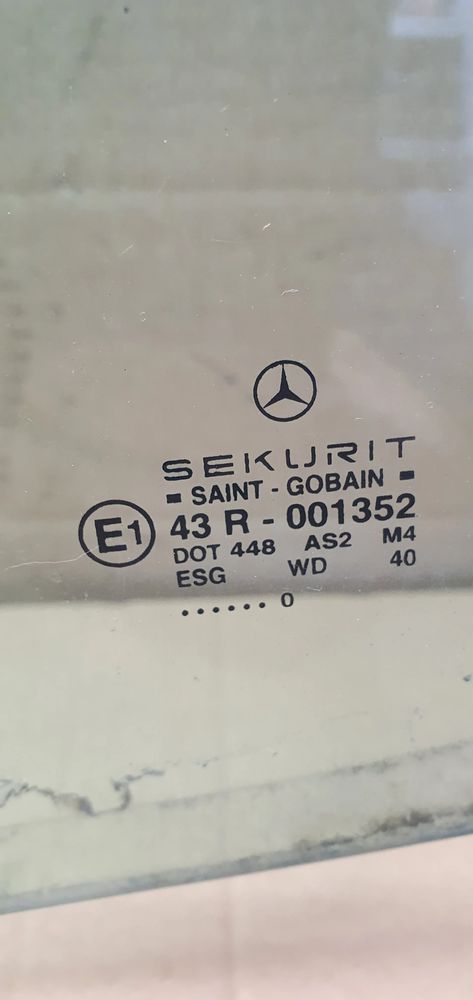 SEKURIT
SAINT - GOBAIN
E1 43 R - 001352
DOT 448 AS2 M4
ESG WD 40
...... 0